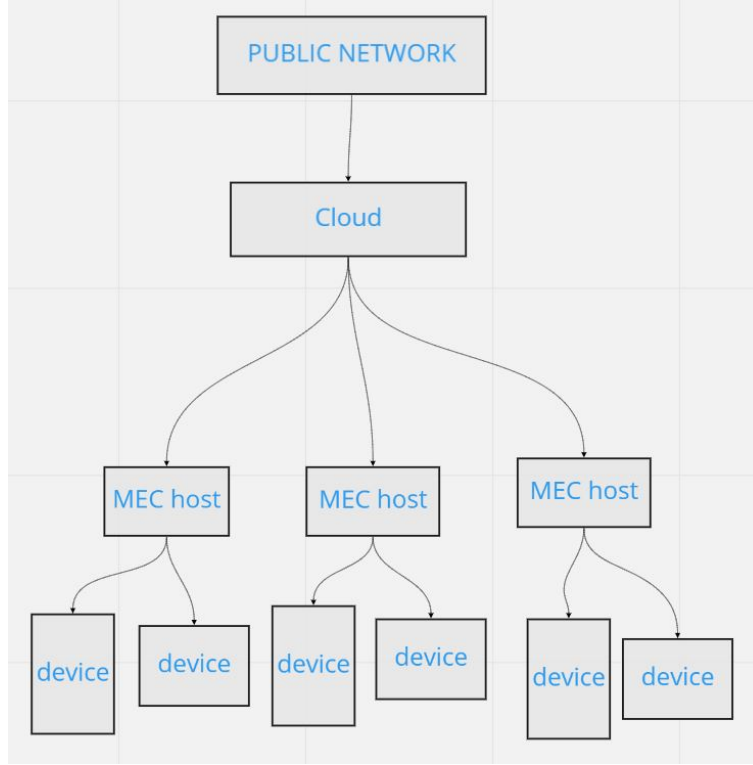 PUBLIC NETWORK
Cloud
MEC host
MEC host
MEC host
device
device
device
device
device
device